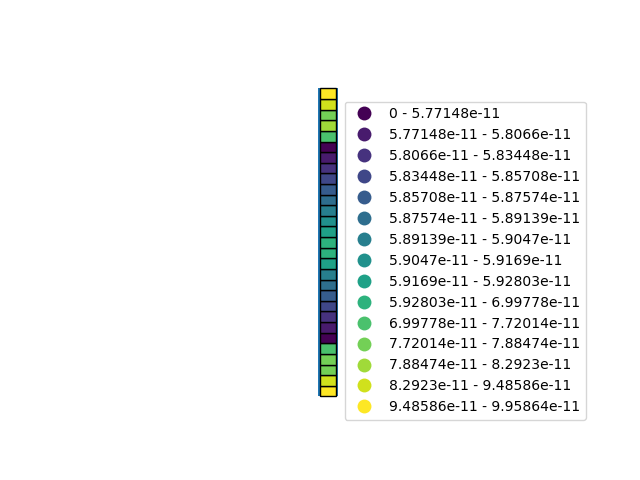 0 - 5.77148e-11
5.77148e-11 - 5.8066e-11
5.8066e-11 - 5.83448e-11
5.83448e-11 - 5.85708e-11
5.85708e-11 - 5.87574e-11
5.87574e-11 - 5.89139e-11
5.89139e-11 - 5.9047e-11
5.9047e-11 - 5.9169e-11
5.9169e-11 - 5.92803e-11
5.92803e-11 - 6.99778e-11
6.99778e-11 - 7.72014e-11
7.72014e-11 - 7.88474e-11
7.88474e-11 - 8.2923e-11
8.2923e-11 - 9.48586e-11
9.48586e-11 - 9.95864e-11